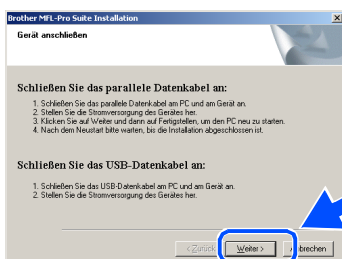 Brother MFL-Pro Suite Installation
Gerät anschließen
Schließen Sie das parallele Datenkabel an:
1. Schließen Sie das parallele Datenkabel am PC und am Gerät an.
2. Stellen Sie die Stromversorgung des Gerätes her.
3. Klicken Sie auf Weiter und dann auf Fertigstellen, um den PC neu zu starten.
4. Nach dem Neustart bitte warten, bis die Installation abgeschlossen ist.
Schließen Sie das USB-Datenkabel an:
1. Schließen Sie das USB-Datenkabel am PC und am Gerät an.
2. Stellen Sie die Stromversorgung des Gerätes her.
< Zurück Weiter > Abbrechen